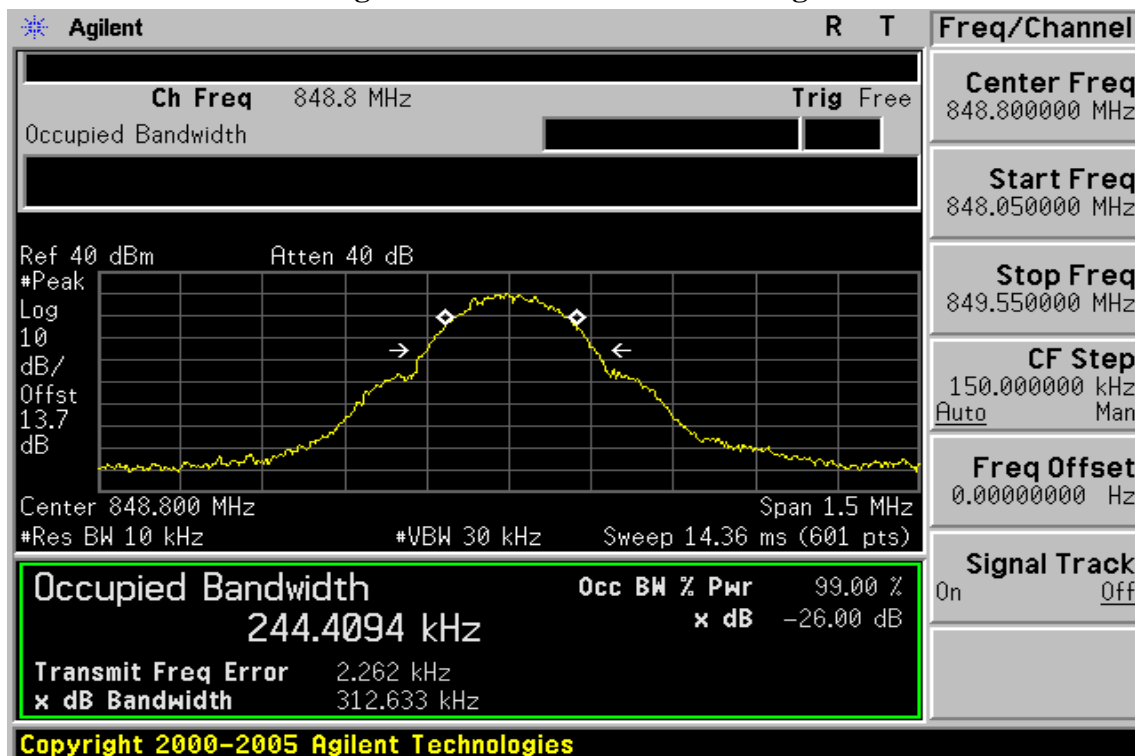 Agilent R T
Ch Freq 848.8 MHz Trig Free
Occupied Bandwidth
Ref 40 dBm Atten 40 dB
#Peak
Log
10
dB/
Offst
13.7
dB
Center 848.800 MHz Span 1.5 MHz
#Res BW 10 kHz #VBW 30 kHz Sweep 14.36 ms (601 pts)
Occupied Bandwidth
244.4094 kHz
Occ BW % Pwr 99.00 %
x dB -26.00 dB
Transmit Freq Error 2.262 kHz
x dB Bandwidth 312.633 kHz
Copyright 2000-2005 Agilent Technologies
Freq/Channel
Center Freq
848.800000 MHz
Start Freq
848.050000 MHz
Stop Freq
849.550000 MHz
CF Step
150.000000 kHz
Auto Man
Freq Offset
0.00000000 Hz
Signal Track
On Off